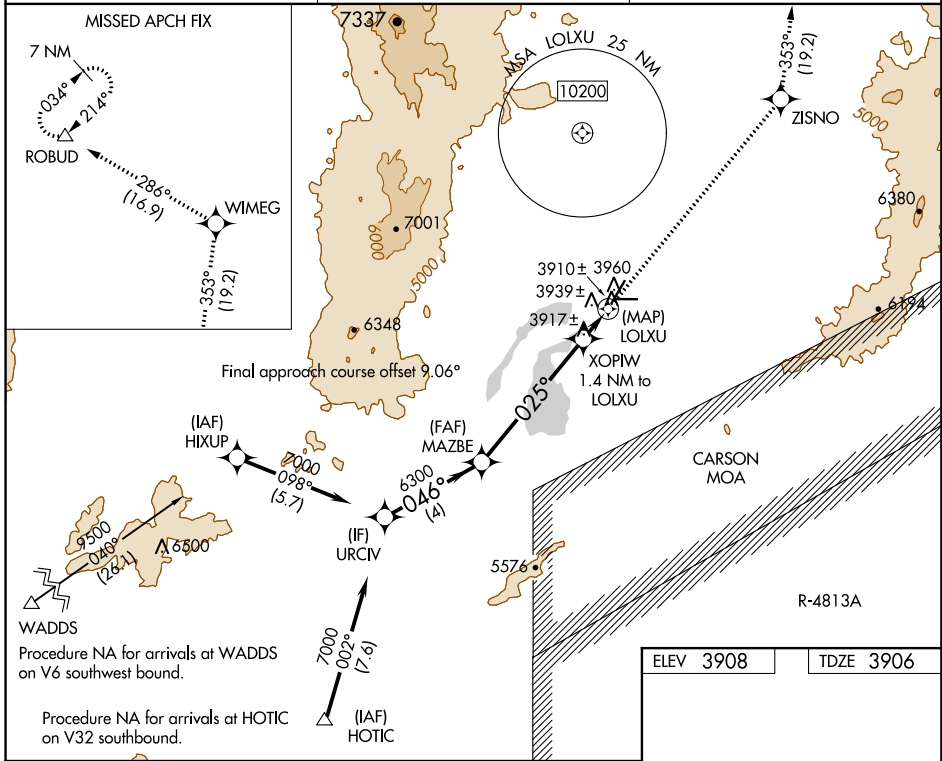 MISSED APCH FIX
7 NM
034°
214°
ROBUD
286°
(16.9)
WIMEG
353°
(19.2)
7337
MSA LOLXU 25 NM
10200
353°
(19.2)
ZISNO
5000
6380
7001
6000
5000
6194
3910± 3960
3939±
3917±
(MAP)
LOLXU
6348
XOPIW
1.4 NM to
LOLXU
Final approach course offset 9.06°
025°
(IAF)
HIXUP
7000
098°
(5.7)
(FAF)
MAZBE
6300
046°
(4)
(IF)
URCIV
CARSON
MOA
9500
040°
(26.1)
6500
WADDS
5576
R-4813A
Procedure NA for arrivals at WADDS
on V6 southwest bound.
7000
002°
(7.6)
(IAF)
HOTIC
Procedure NA for arrivals at HOTIC
on V32 southbound.
ELEV 3908
TDZE 3906